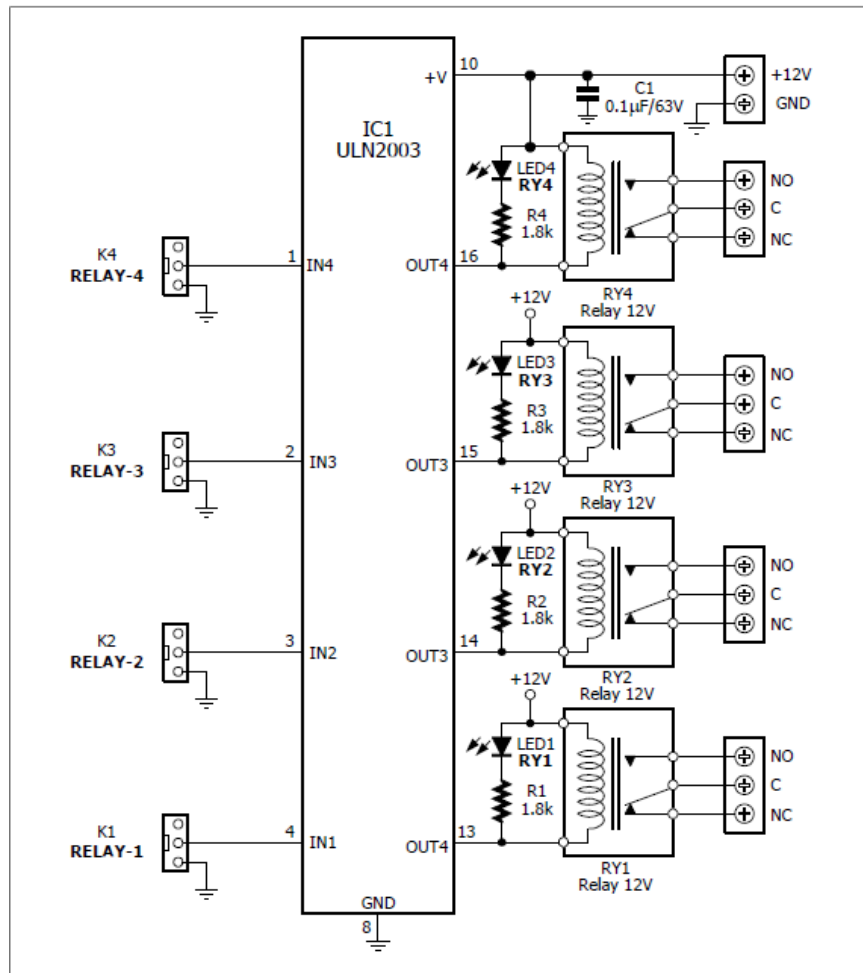 10
+V
+12V
C1
0.1µF/63V
GND
IC1
ULN2003
LED4
RY4
R4
1.8k
NO
C
NC
K4
RELAY-4
1
IN4
OUT4
16
RY4
Relay 12V
+12V
LED3
RY3
R3
1.8k
NO
C
NC
K3
RELAY-3
2
IN3
OUT3
15
RY3
Relay 12V
+12V
LED2
RY2
R2
1.8k
NO
C
NC
K2
RELAY-2
3
IN2
OUT3
14
RY2
Relay 12V
+12V
LED1
RY1
R1
1.8k
NO
C
NC
K1
RELAY-1
4
IN1
OUT4
13
RY1
Relay 12V
GND
8